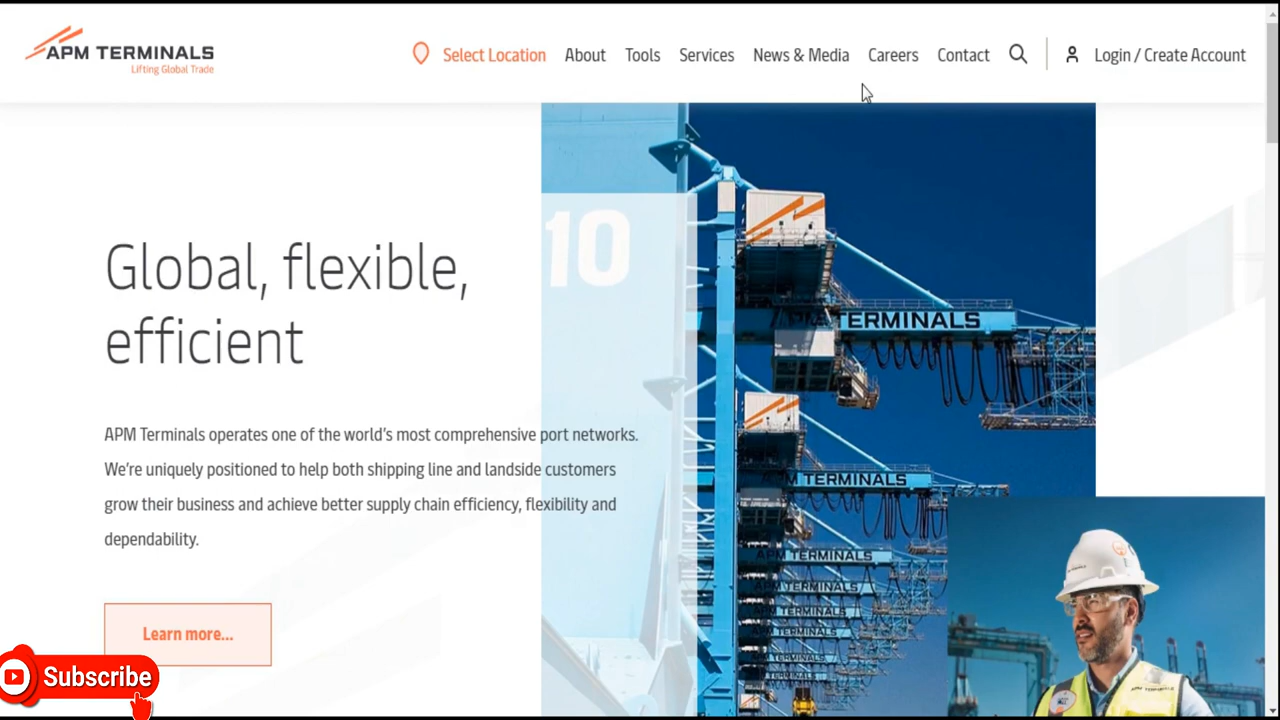 APM TERMINALS
Lifting Global Trade
Select Location
About
Tools
Services
News & Media
Careers
Contact
Login / Create Account
10
TERMINALS
Global, flexible,
efficient
APM Terminals operates one of the world's most comprehensive port networks.
We're uniquely positioned to help both shipping line and landside customers
grow their business and achieve better supply chain efficiency, flexibility and
dependability.
APM TERMINALS
APM TERMINALS
APM TERMINALS
APM TERMINALS
Learn more...
Subscribe